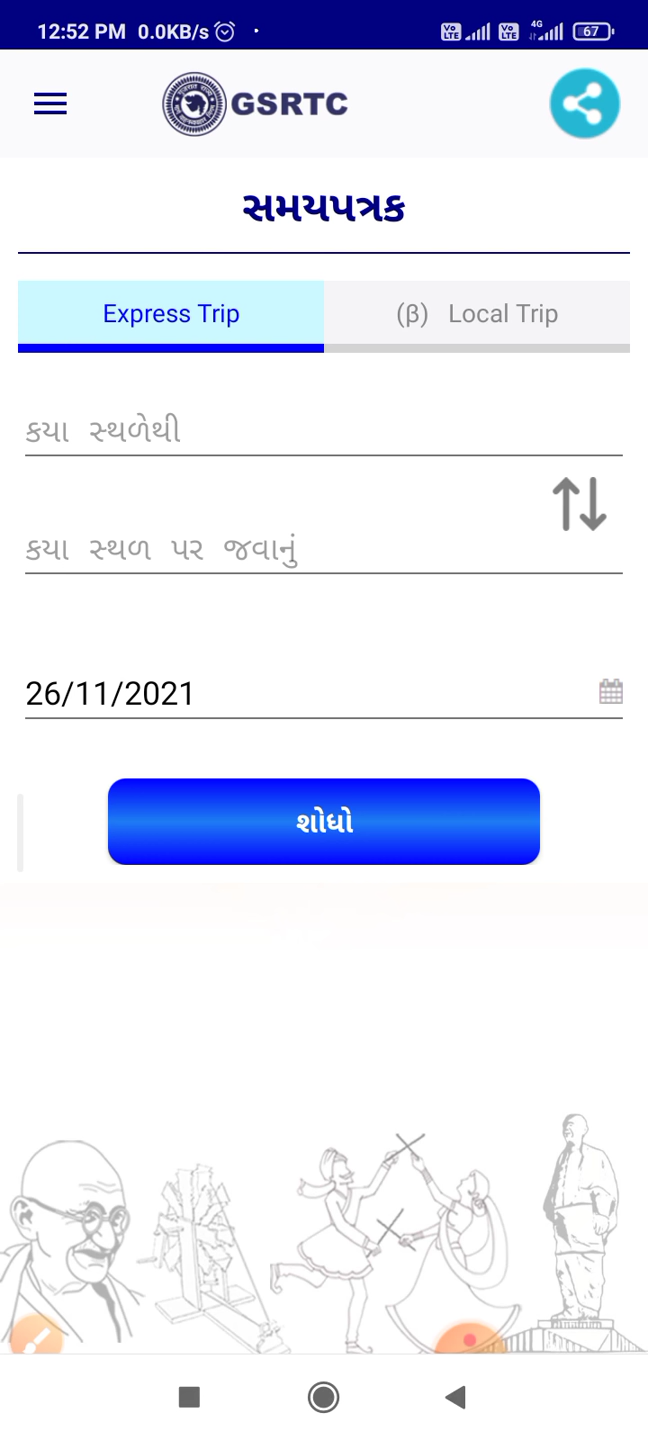 12:52 PM 0.0KB/s
4G
67
GSRTC
સમયપત્રક
Express Trip
(β) Local Trip
કયા સ્થળેથી
કયા સ્થળ પર જવાનું
26/11/2021
શોધો